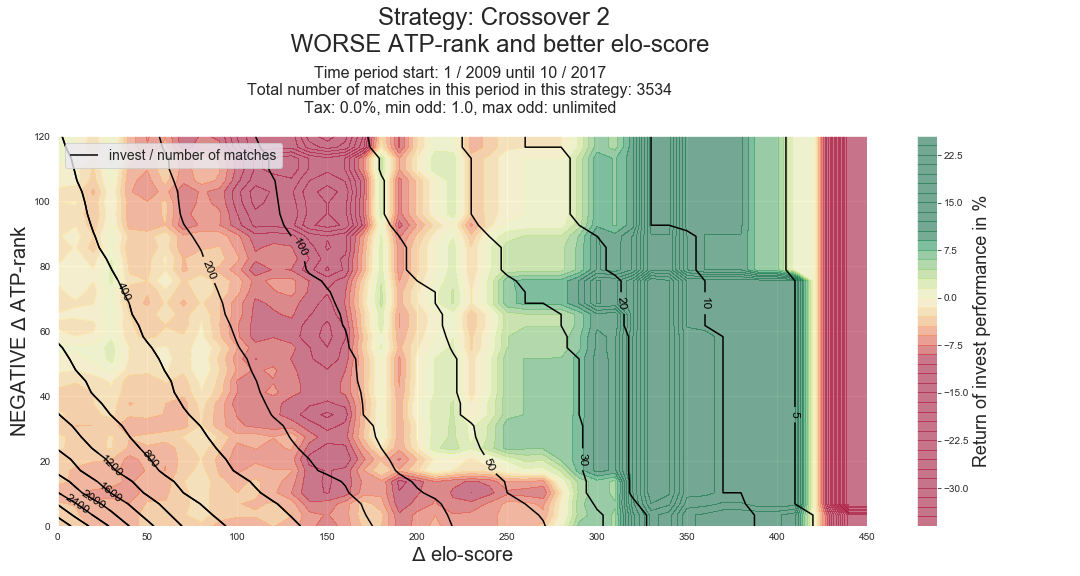 Strategy: Crossover 2
WORSE ATP-rank and better elo-score
Time period start: 1 / 2009 until 10 / 2017
Total number of matches in this period in this strategy: 3534
Tax: 0.0%, min odd: 1.0, max odd: unlimited
invest / number of matches
NEGATIVE Δ ATP-rank
120
100
80
60
40
20
0
0 50 100 150 200 250 300 350 400 450
Δ elo-score
2400
2000
1600
1200
800
400
200
100
50
30
20
10
5
22.5
15.0
7.5
0.0
−7.5
−15.0
−22.5
−30.0
Return of invest performance in %